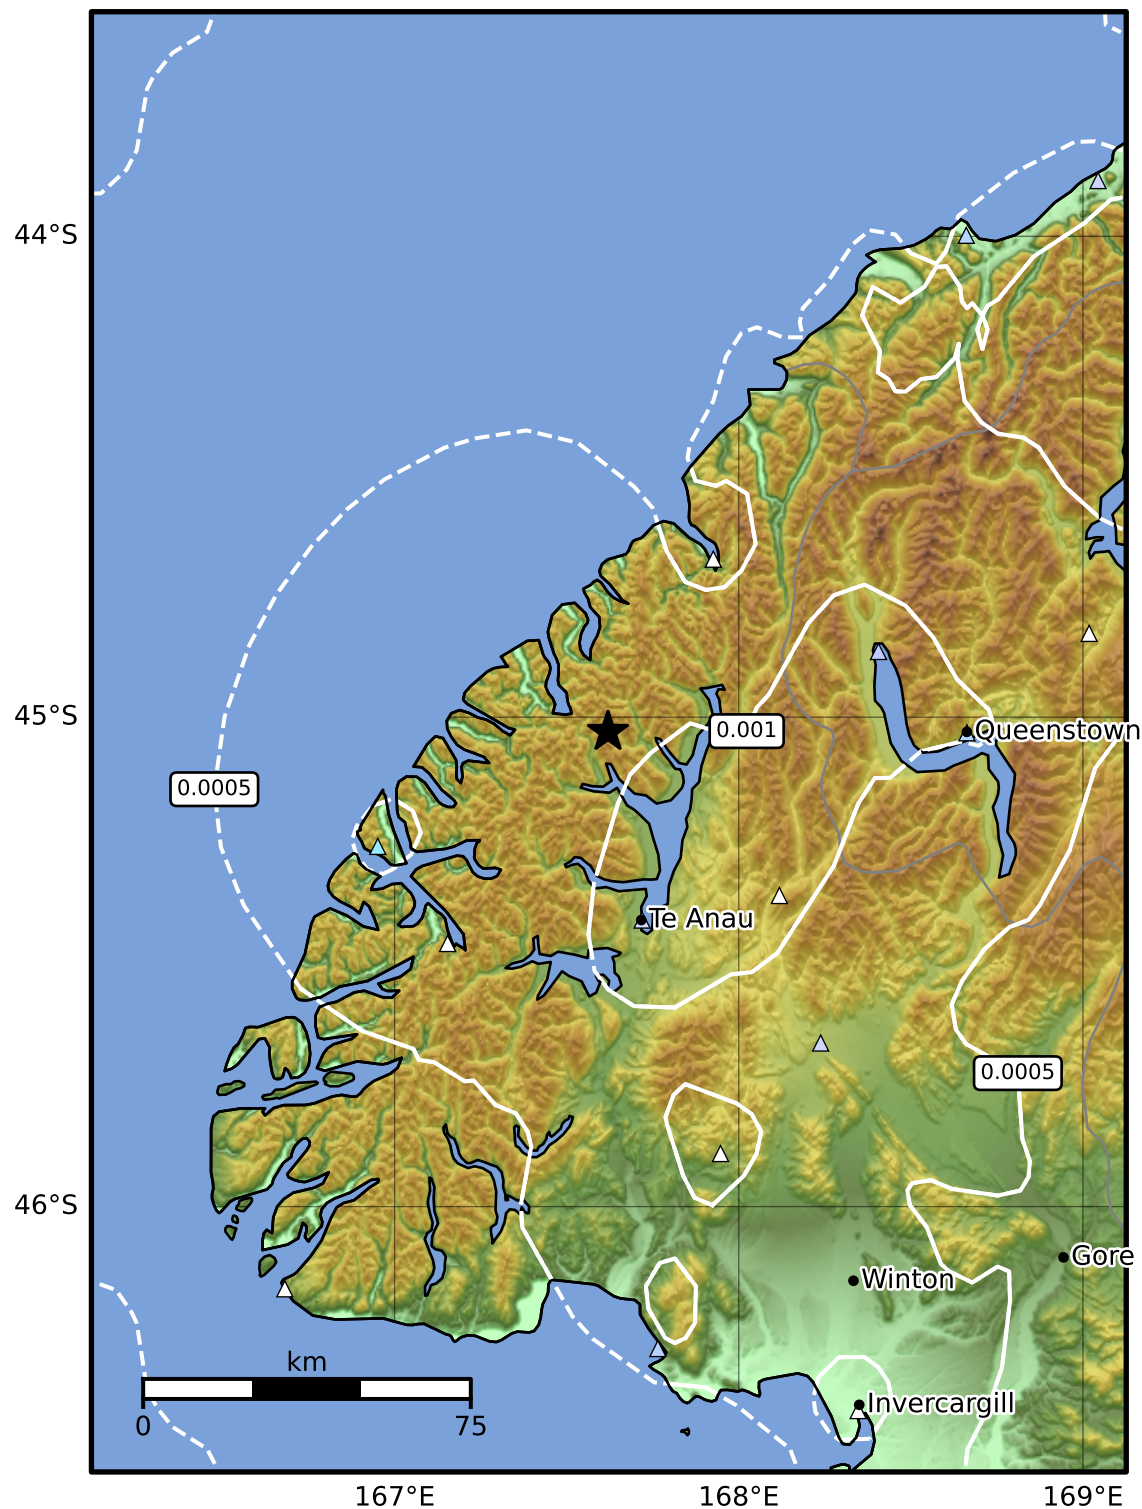 44°S
45°S
0.001
Queenstown
0.0005
Te Anau
0.0005
46°S
Gore
Winton
km
0 75
Invercargill
167°E 168°E 169°E